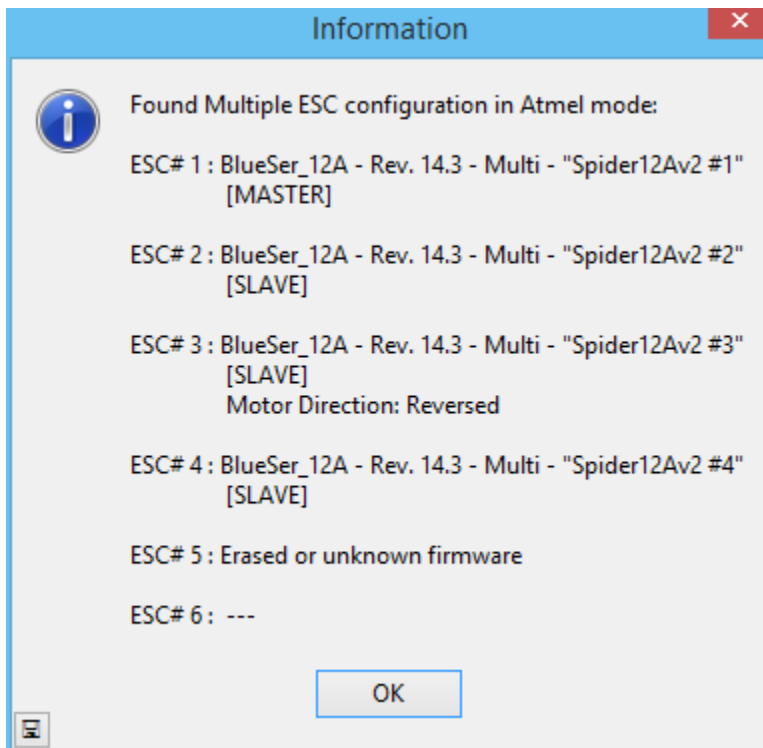 Information
Found Multiple ESC configuration in Atmel mode:
ESC# 1 : BlueSer_12A - Rev. 14.3 - Multi - "Spider12Av2 #1"
[MASTER]
ESC# 2 : BlueSer_12A - Rev. 14.3 - Multi - "Spider12Av2 #2"
[SLAVE]
ESC# 3 : BlueSer_12A - Rev. 14.3 - Multi - "Spider12Av2 #3"
[SLAVE]
Motor Direction: Reversed
ESC# 4 : BlueSer_12A - Rev. 14.3 - Multi - "Spider12Av2 #4"
[SLAVE]
ESC# 5 : Erased or unknown firmware
ESC# 6 : ---
OK